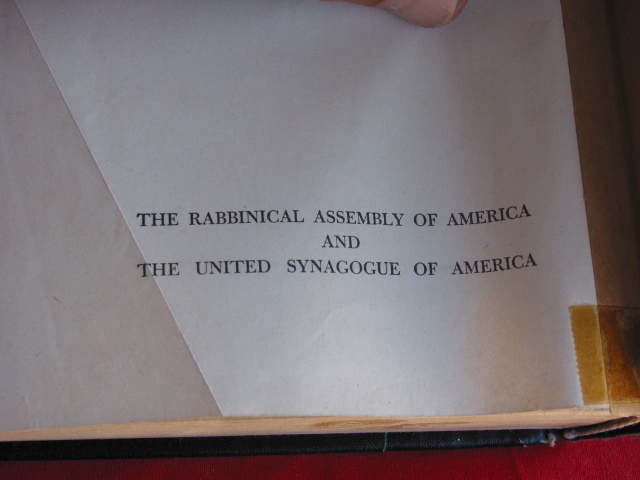 THE RABBINICAL ASSEMBLY OF AMERICA
AND
THE UNITED SYNAGOGUE OF AMERICA